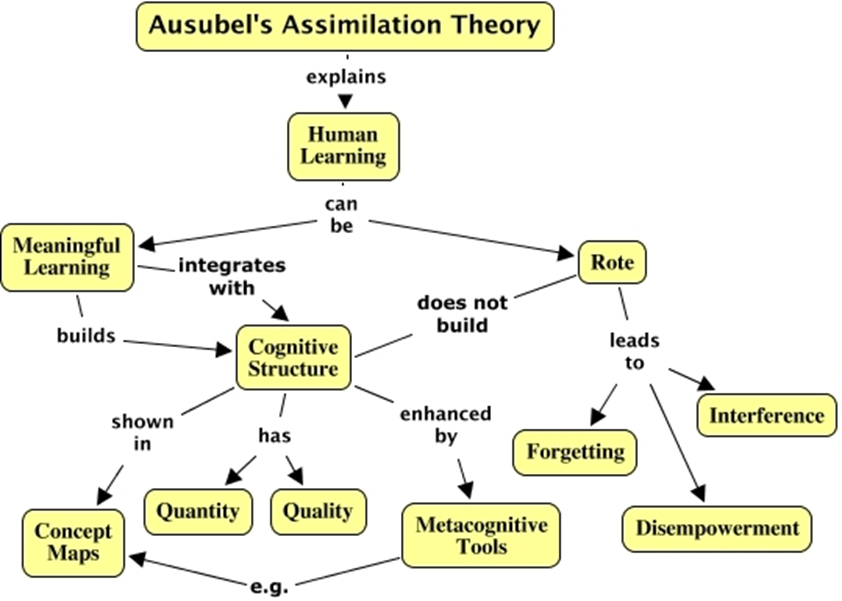 Ausubel's Assimilation Theory
explains
Human
Learning
can
be
Meaningful
Learning
integrates
with
Rote
does not
build
builds
Cognitive
Structure
leads
to
shown
in
has
enhanced
by
Interference
Forgetting
Quantity
Quality
Concept
Maps
Metacognitive
Tools
Disempowerment
e.g.